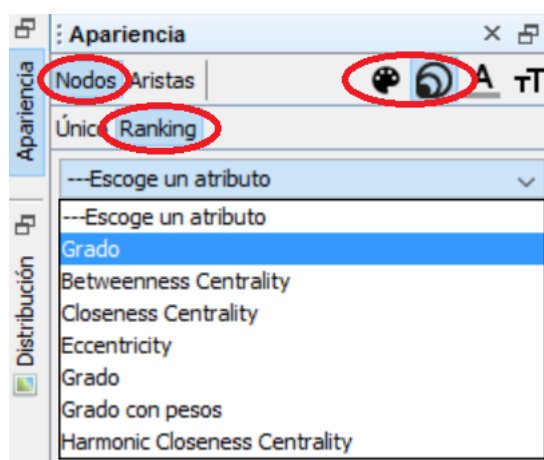 Apariencia
Nodos Aristas
A TT
Único Ranking
---Escoge un atributo
---Escoge un atributo
Grado
Betweenness Centrality
Closeness Centrality
Eccentricity
Grado
Grado con pesos
Harmonic Closeness Centrality
Apariencia
Distribución